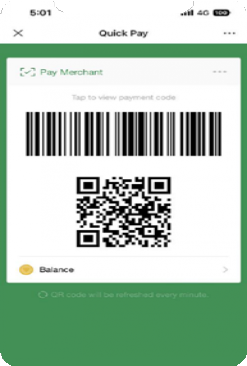 5:01
4G 100
Quick Pay
Pay Merchant
Tap to view payment code
Balance
QR code will be refreshed every minute.